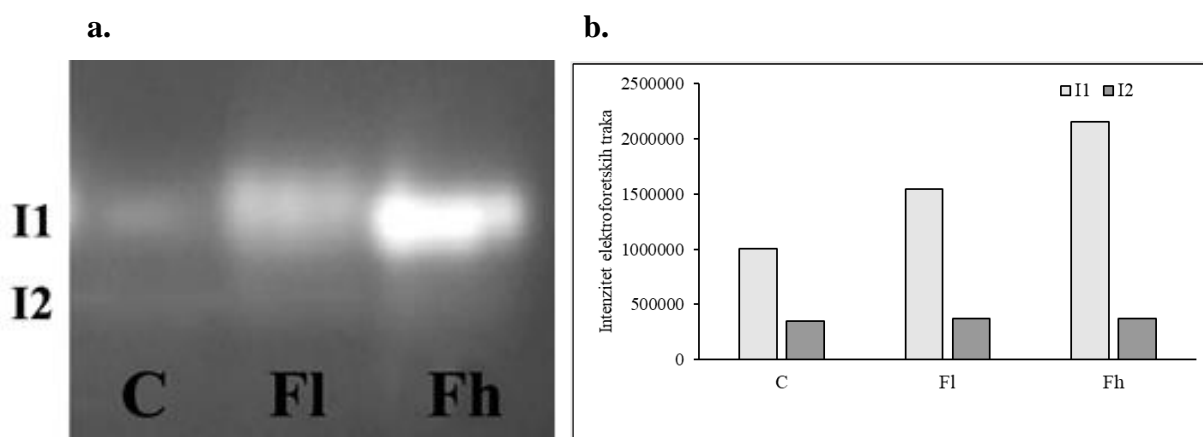 a.
I1
I2
C Fl Fh
b.
I1 I2
Intenzitet elektroforetskih traka
2500000
2000000
1500000
1000000
500000
0
C Fl Fh